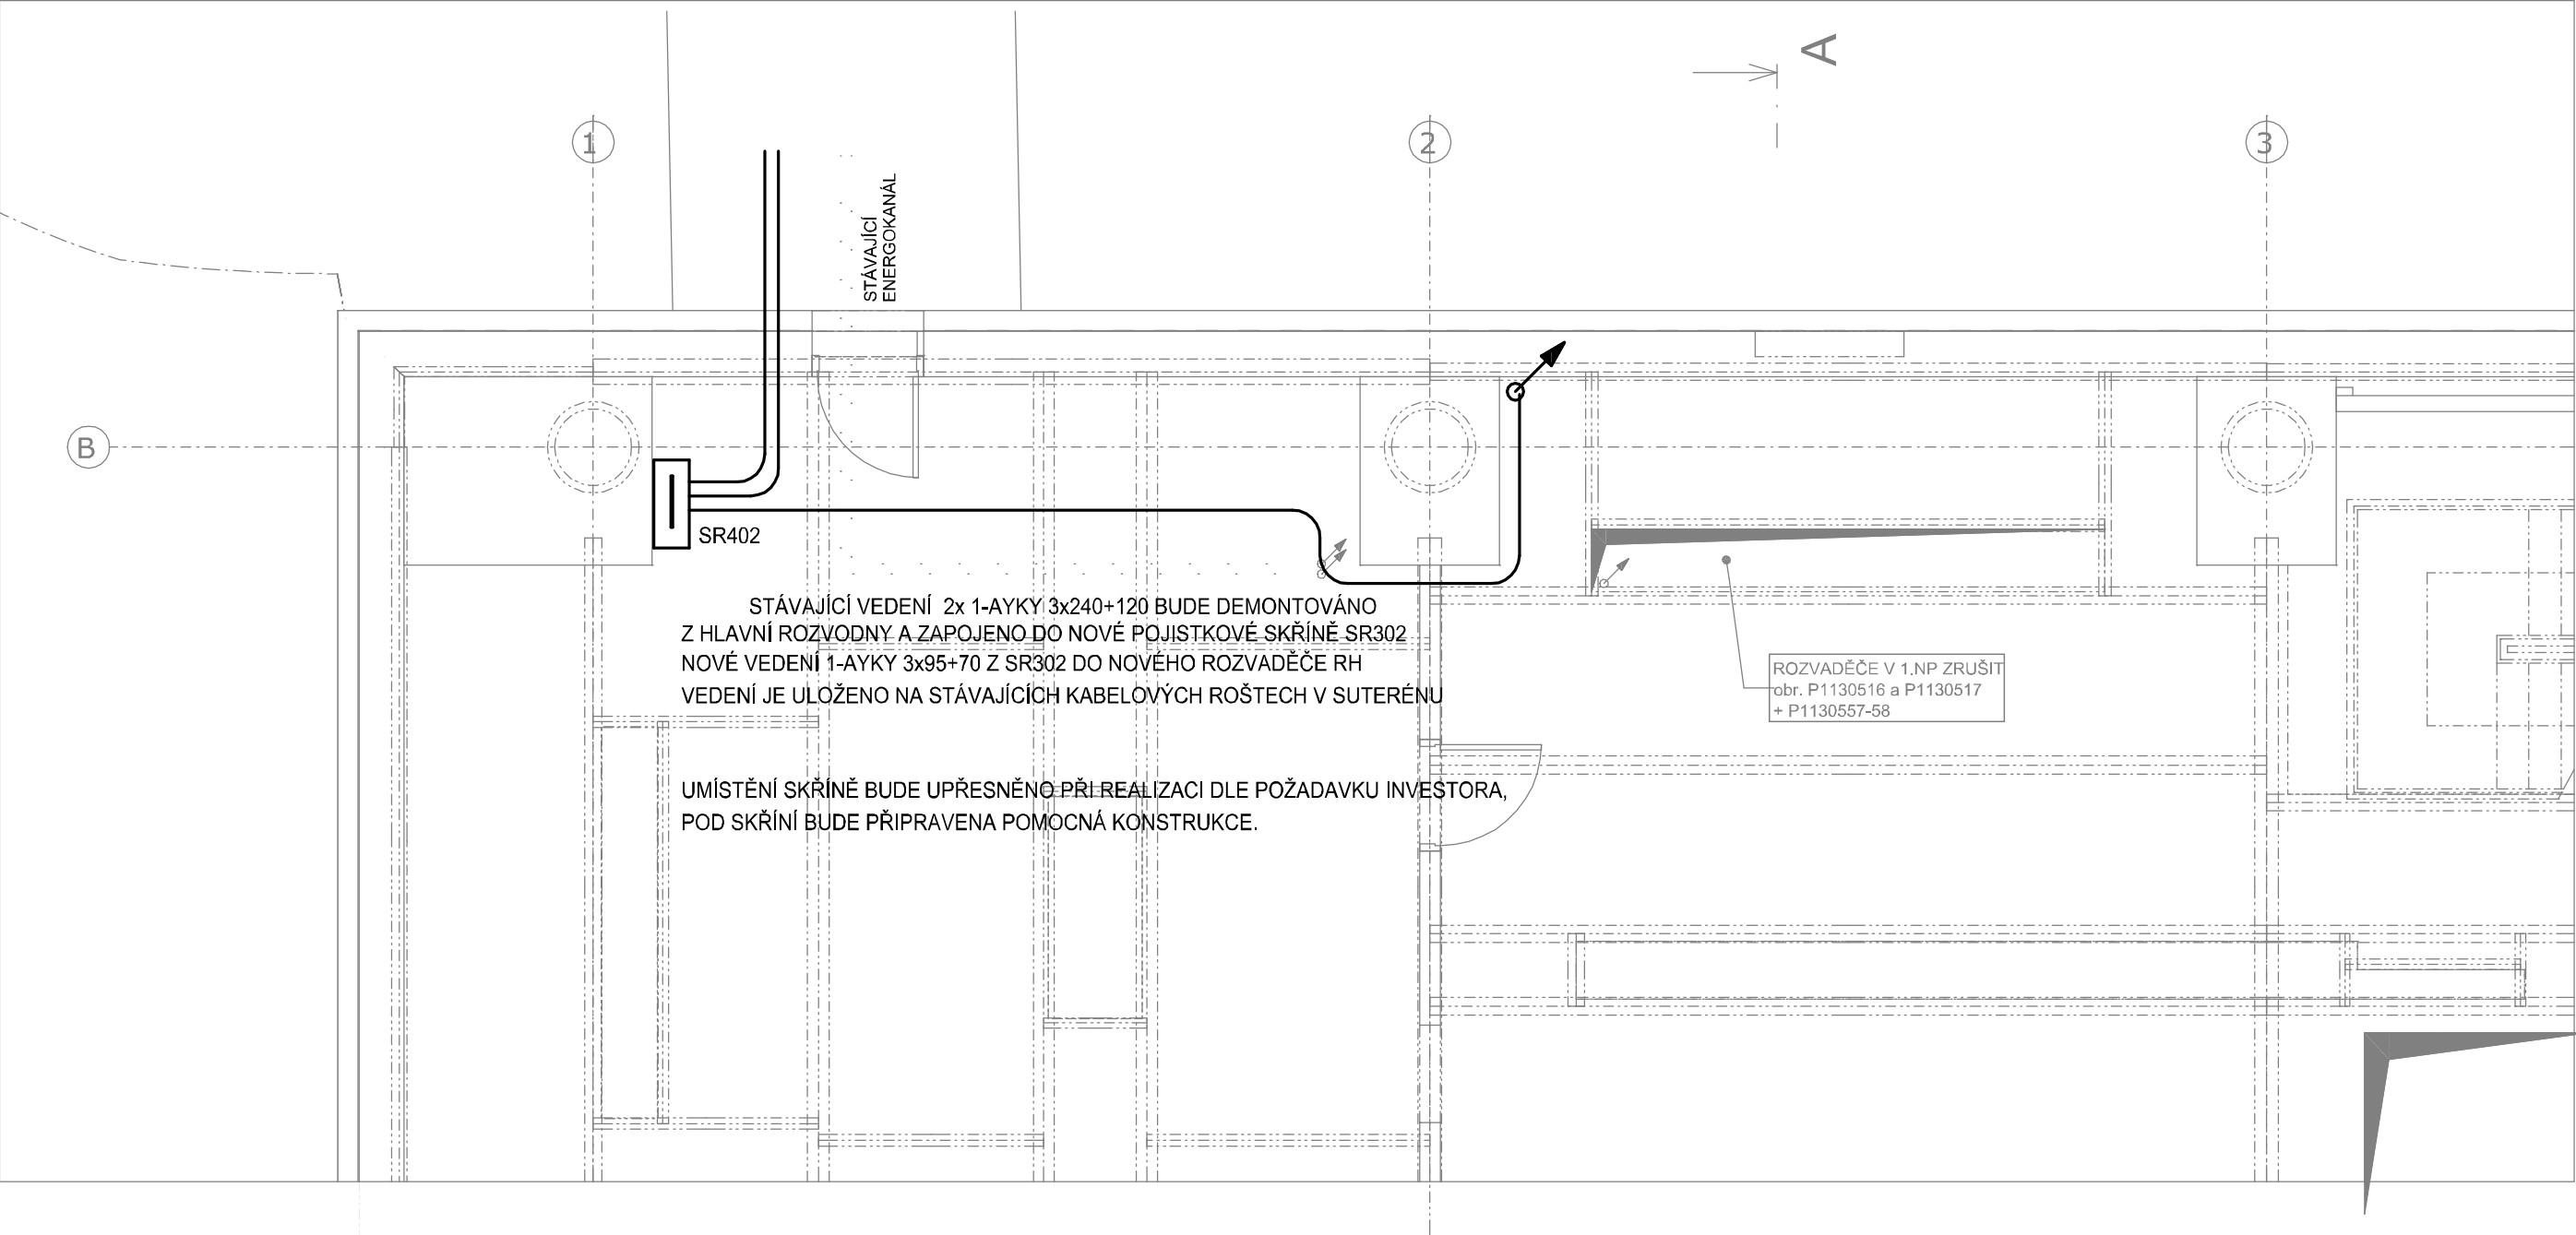 A
1
2
3
STÁVAJÍCÍ
ENERGOKANÁL
B
SR402
STÁVAJÍCÍ VEDENÍ 2x 1-AYKY 3x240+120 BUDE DEMONTOVÁNO
Z HLAVNÍ ROZVODNY A ZAPOJENO DO NOVÉ POJISTKOVÉ SKŘÍNĚ SR302
NOVÉ VEDENÍ 1-AYKY 3x95+70 Z SR302 DO NOVÉHO ROZVADĚČE RH
VEDENÍ JE ULOŽENO NA STÁVAJÍCÍCH KABELOVÝCH ROŠTECH V SUTERÉNU
ROZVADĚČE V 1.NP ZRUŠIT
obr. P1130516 a P1130517
+ P1130557-58
UMÍSTĚNÍ SKŘÍNĚ BUDE UPŘESNĚNO PŘI REALIZACI DLE POŽADAVKU INVESTORA,
POD SKŘÍNÍ BUDE PŘIPRAVENA POMOCNÁ KONSTRUKCE.